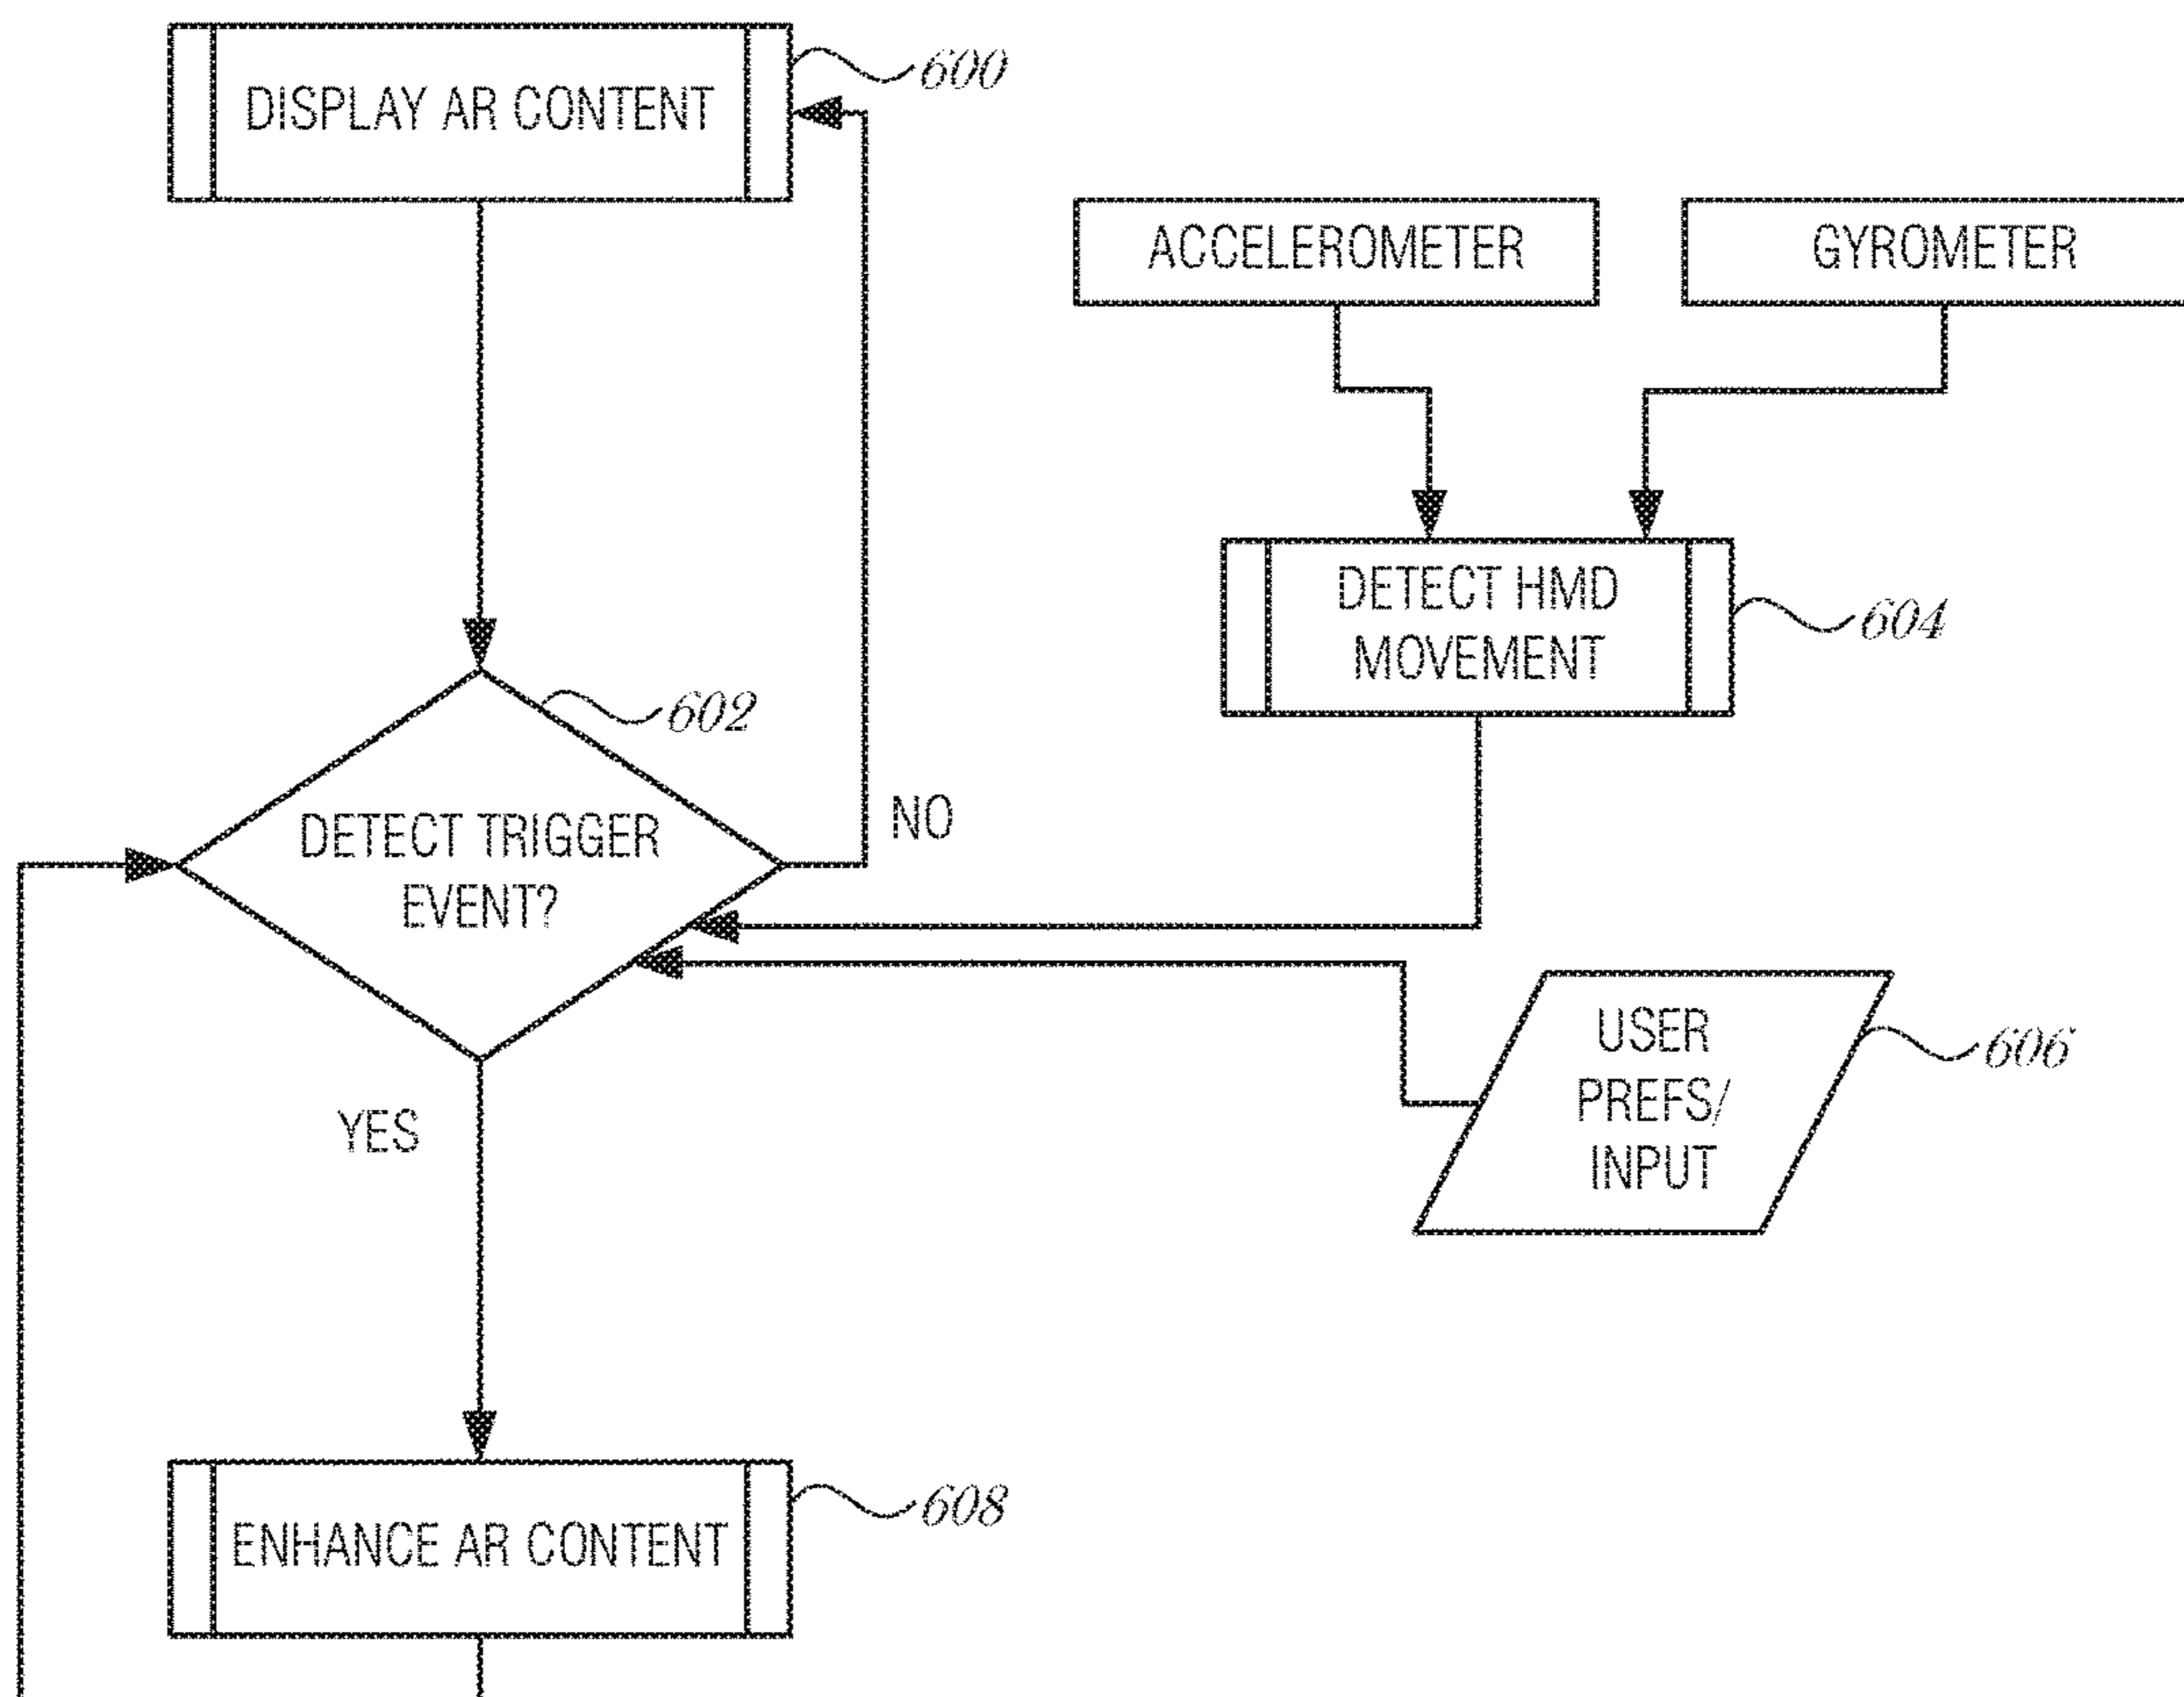 DISPLAY AR CONTENT
600
ACCELEROMETER
GYROMETER
DETECT HMD
MOVEMENT
604
602
DETECT TRIGGER
EVENT?
NO
USER
PREFS/
INPUT
606
YES
ENHANCE AR CONTENT
608